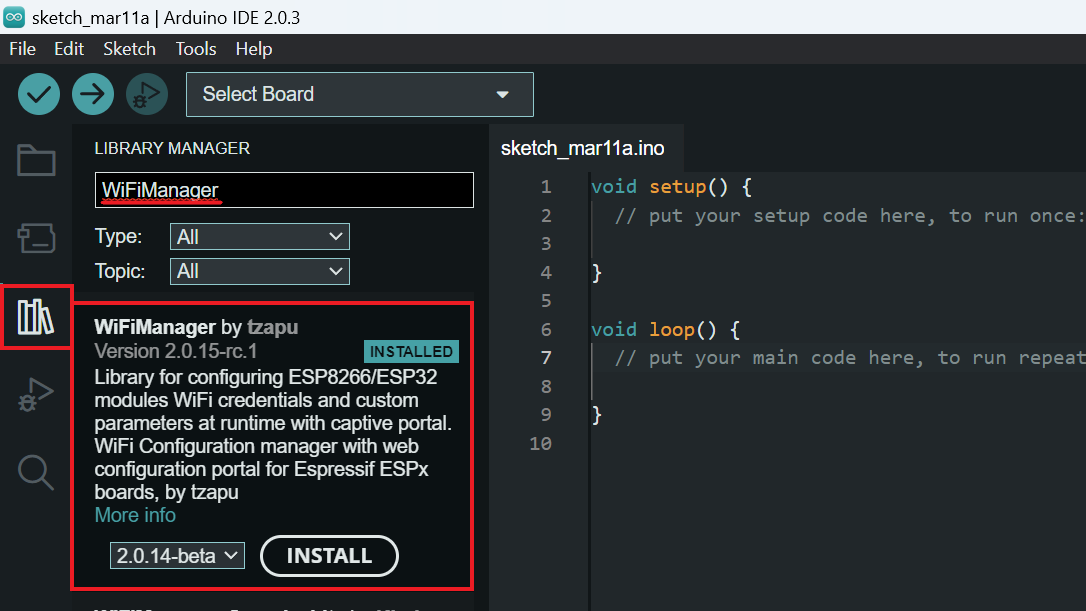 sketch_mar11a | Arduino IDE 2.0.3
File Edit Sketch Tools Help
Select Board
LIBRARY MANAGER
WiFiManager
Type: All
Topic: All
WiFiManager by tzapu
Version 2.0.15-rc.1 INSTALLED
Library for configuring ESP8266/ESP32
modules WiFi credentials and custom
parameters at runtime with captive portal.
WiFi Configuration manager with web
configuration portal for Espressif ESPx
boards, by tzapu
More info
2.0.14-beta INSTALL
sketch_mar11a.ino
1 void setup() {
2 // put your setup code here, to run once:
3
4 }
5
6 void loop() {
7 // put your main code here, to run repeat
8
9 }
10